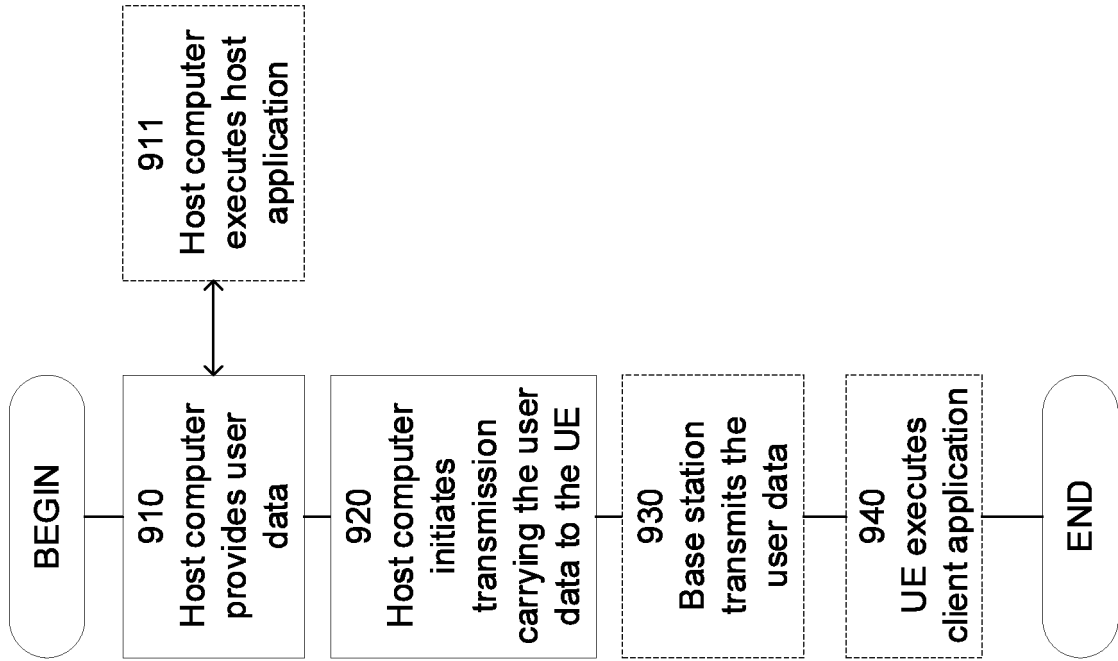 BEGIN
910
Host computer
provides user
data
911
Host computer
executes host
application
920
Host computer
initiates
transmission
carrying the user
data to the UE
930
Base station
transmits the
user data
940
UE executes
client application
END